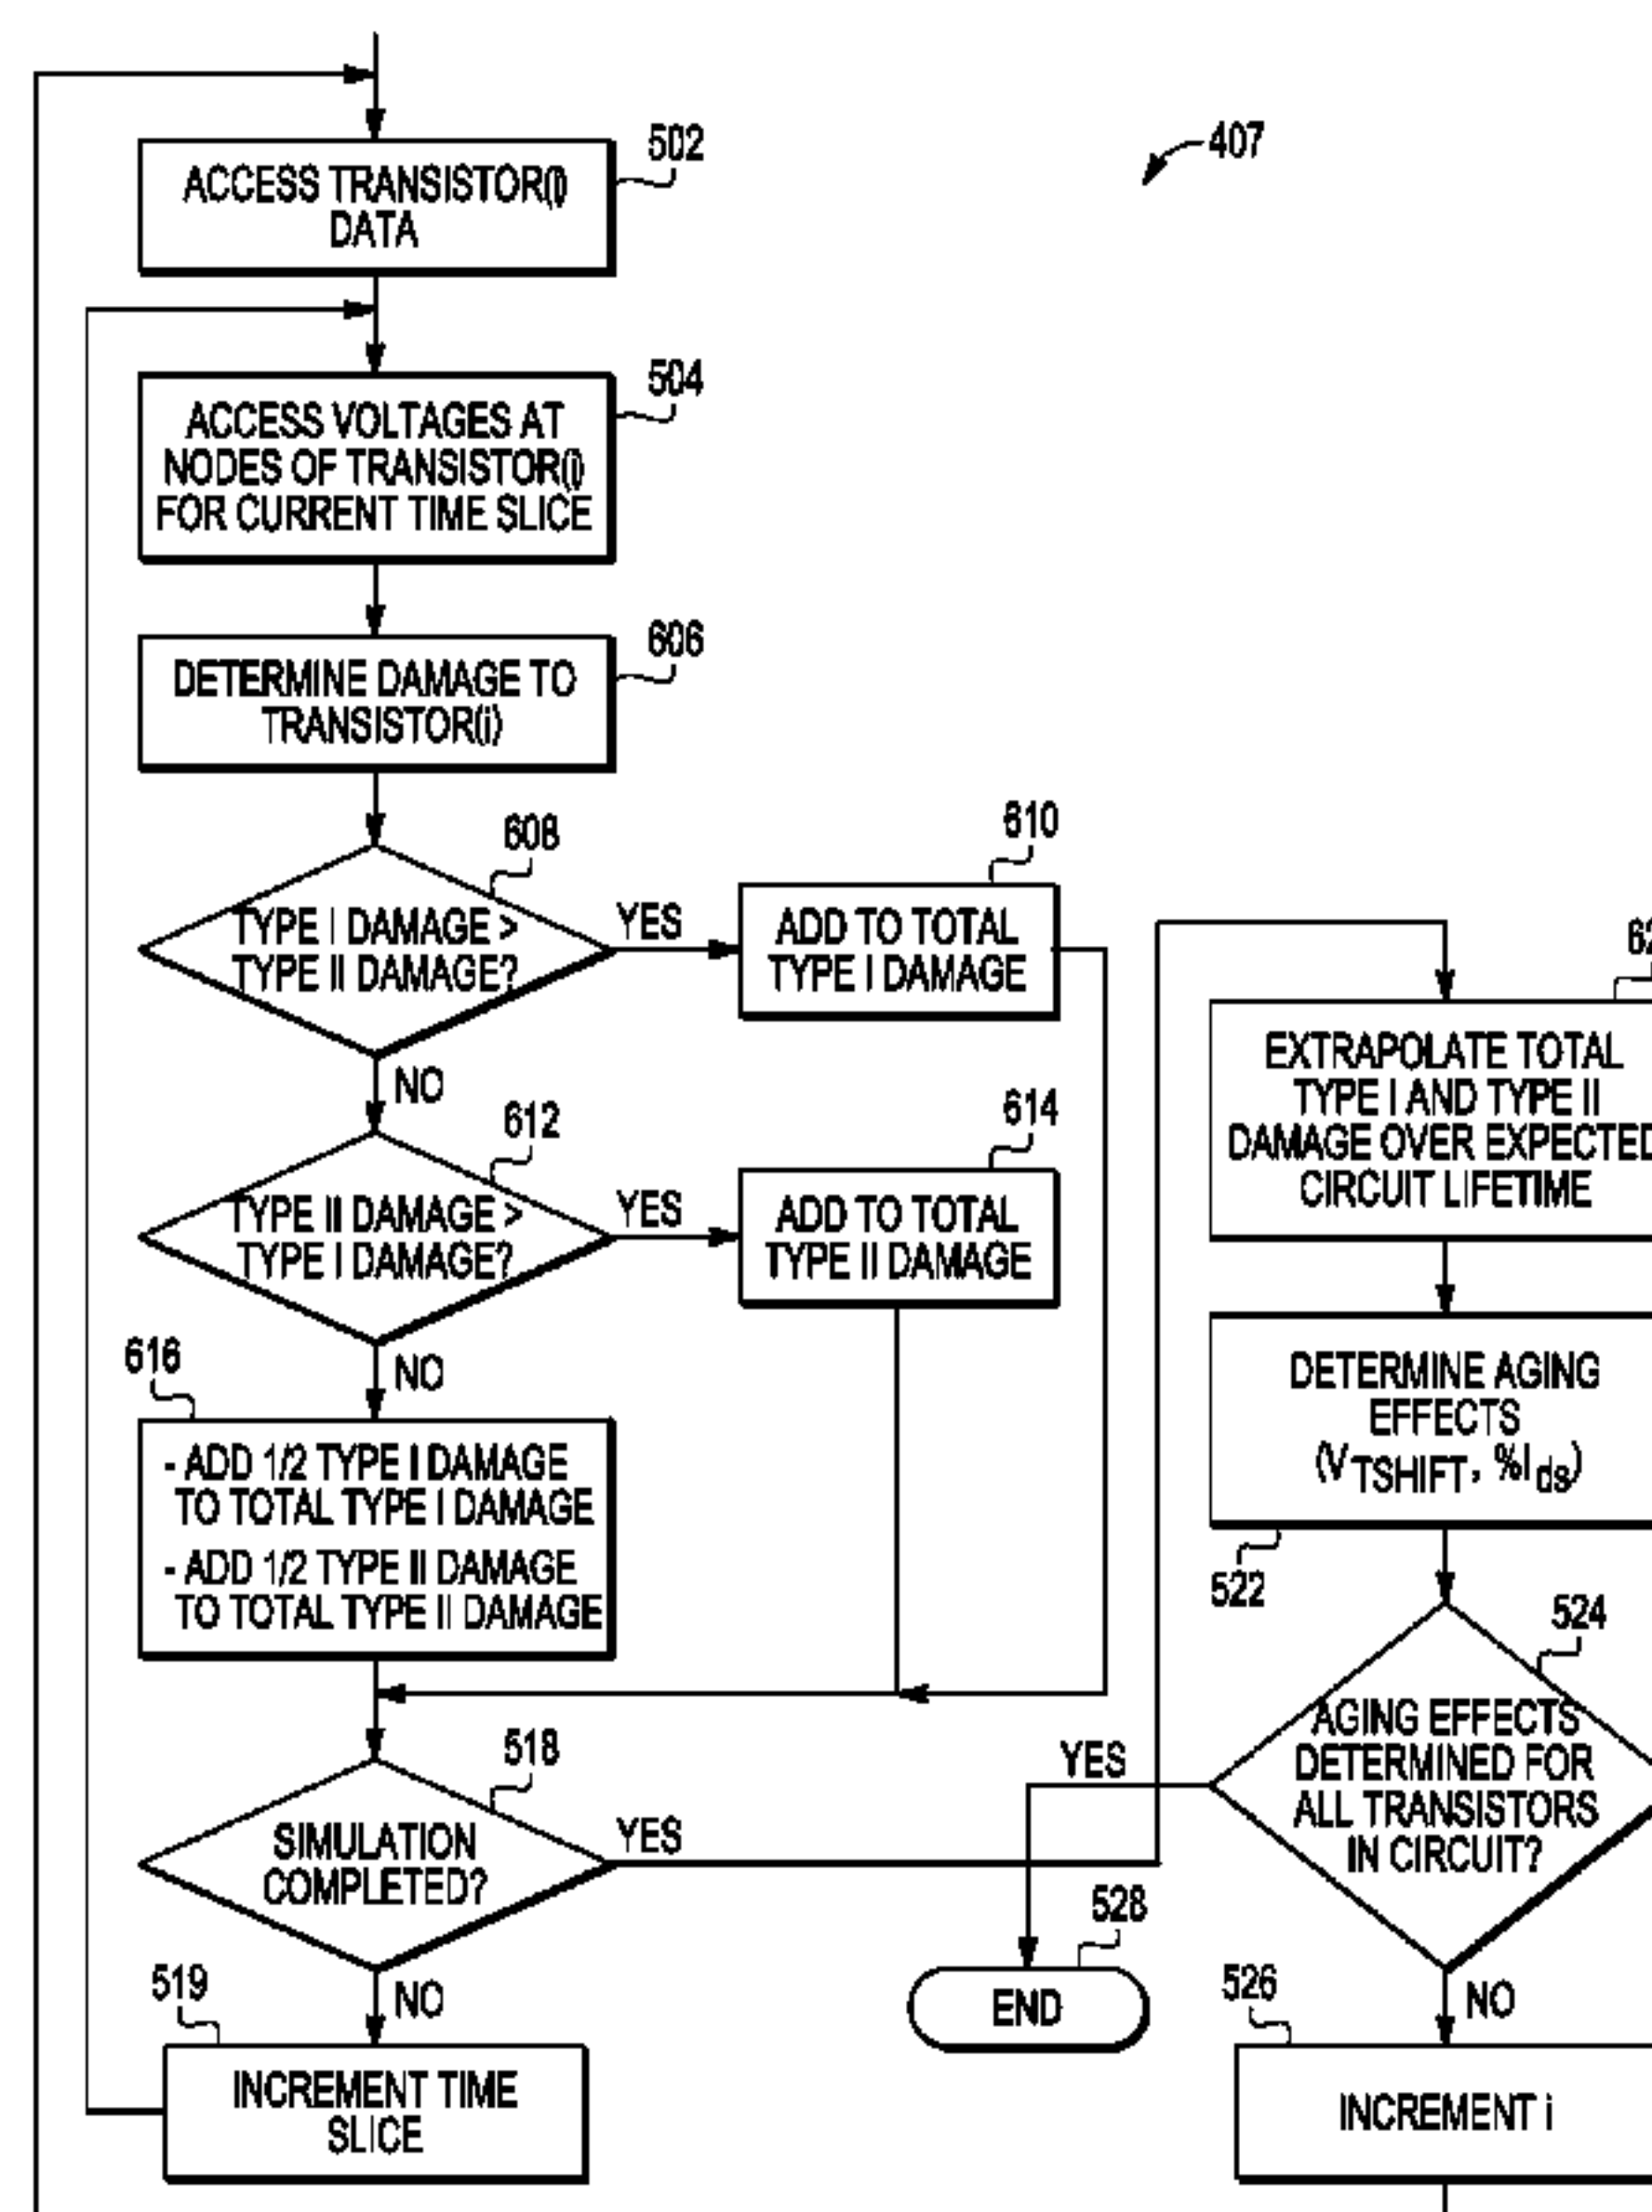 407
502
ACCESS TRANSISTOR(i)
DATA
504
ACCESS VOLTAGES AT
NODES OF TRANSISTOR(i)
FOR CURRENT TIME SLICE
606
DETERMINE DAMAGE TO
TRANSISTOR(i)
608
TYPE I DAMAGE >
TYPE II DAMAGE?
YES
NO
610
ADD TO TOTAL
TYPE I DAMAGE
612
TYPE II DAMAGE >
TYPE I DAMAGE?
YES
NO
614
ADD TO TOTAL
TYPE II DAMAGE
616
- ADD 1/2 TYPE I DAMAGE
TO TOTAL TYPE I DAMAGE
- ADD 1/2 TYPE II DAMAGE
TO TOTAL TYPE II DAMAGE
518
SIMULATION
COMPLETED?
YES
NO
519
INCREMENT TIME
SLICE
EXTRAPOLATE TOTAL
TYPE I AND TYPE II
DAMAGE OVER EXPECTED
CIRCUIT LIFETIME
DETERMINE AGING
EFFECTS
(VTSHIFT, %Ids)
522
524
AGING EFFECTS
DETERMINED FOR
ALL TRANSISTORS
IN CIRCUIT?
YES
NO
528
END
526
INCREMENT i